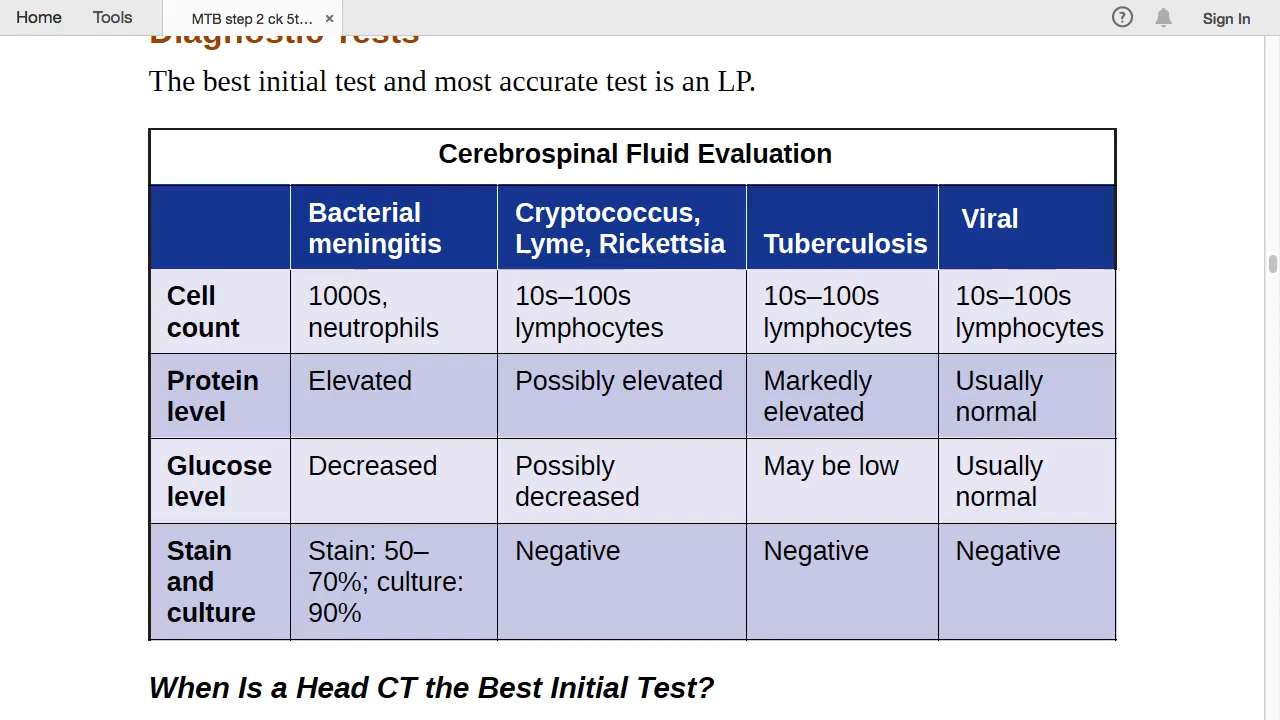 Home Tools MTB step 2 ck 5t... × ? Sign In
Diagnostic Tests
The best initial test and most accurate test is an LP.
Cerebrospinal Fluid Evaluation
Bacterial meningitis Cryptococcus, Lyme, Rickettsia Tuberculosis Viral
Cell count 1000s, neutrophils 10s–100s lymphocytes 10s–100s lymphocytes 10s–100s lymphocytes
Protein level Elevated Possibly elevated Markedly elevated Usually normal
Glucose level Decreased Possibly decreased May be low Usually normal
Stain and culture Stain: 50–70%; culture: 90% Negative Negative Negative
When Is a Head CT the Best Initial Test?